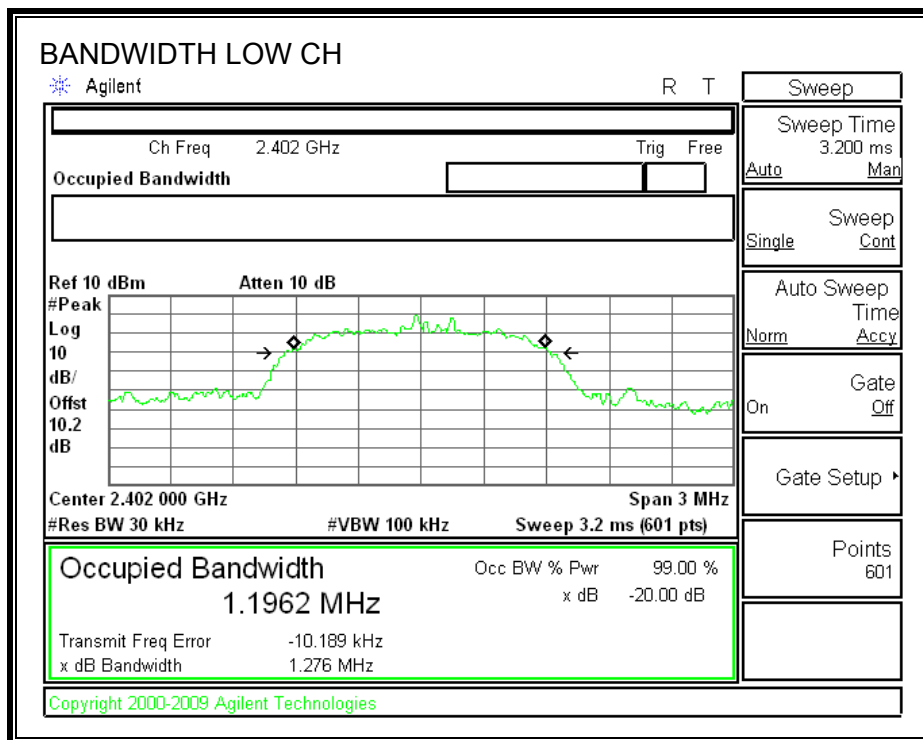 BANDWIDTH LOW CH
Agilent R T
Ch Freq 2.402 GHz Trig Free
Occupied Bandwidth
Ref 10 dBm Atten 10 dB
#Peak
Log
10
dB/
Offst
10.2
dB
Center 2.402 000 GHz Span 3 MHz
#Res BW 30 kHz #VBW 100 kHz Sweep 3.2 ms (601 pts)
Occupied Bandwidth Occ BW % Pwr 99.00 %
1.1962 MHz x dB -20.00 dB
Transmit Freq Error -10.189 kHz
x dB Bandwidth 1.276 MHz
Copyright 2000-2009 Agilent Technologies
Sweep
Sweep Time
3.200 ms
Auto Man
Sweep
Single Cont
Auto Sweep
Time
Norm Accy
Gate
On Off
Gate Setup
Points
601